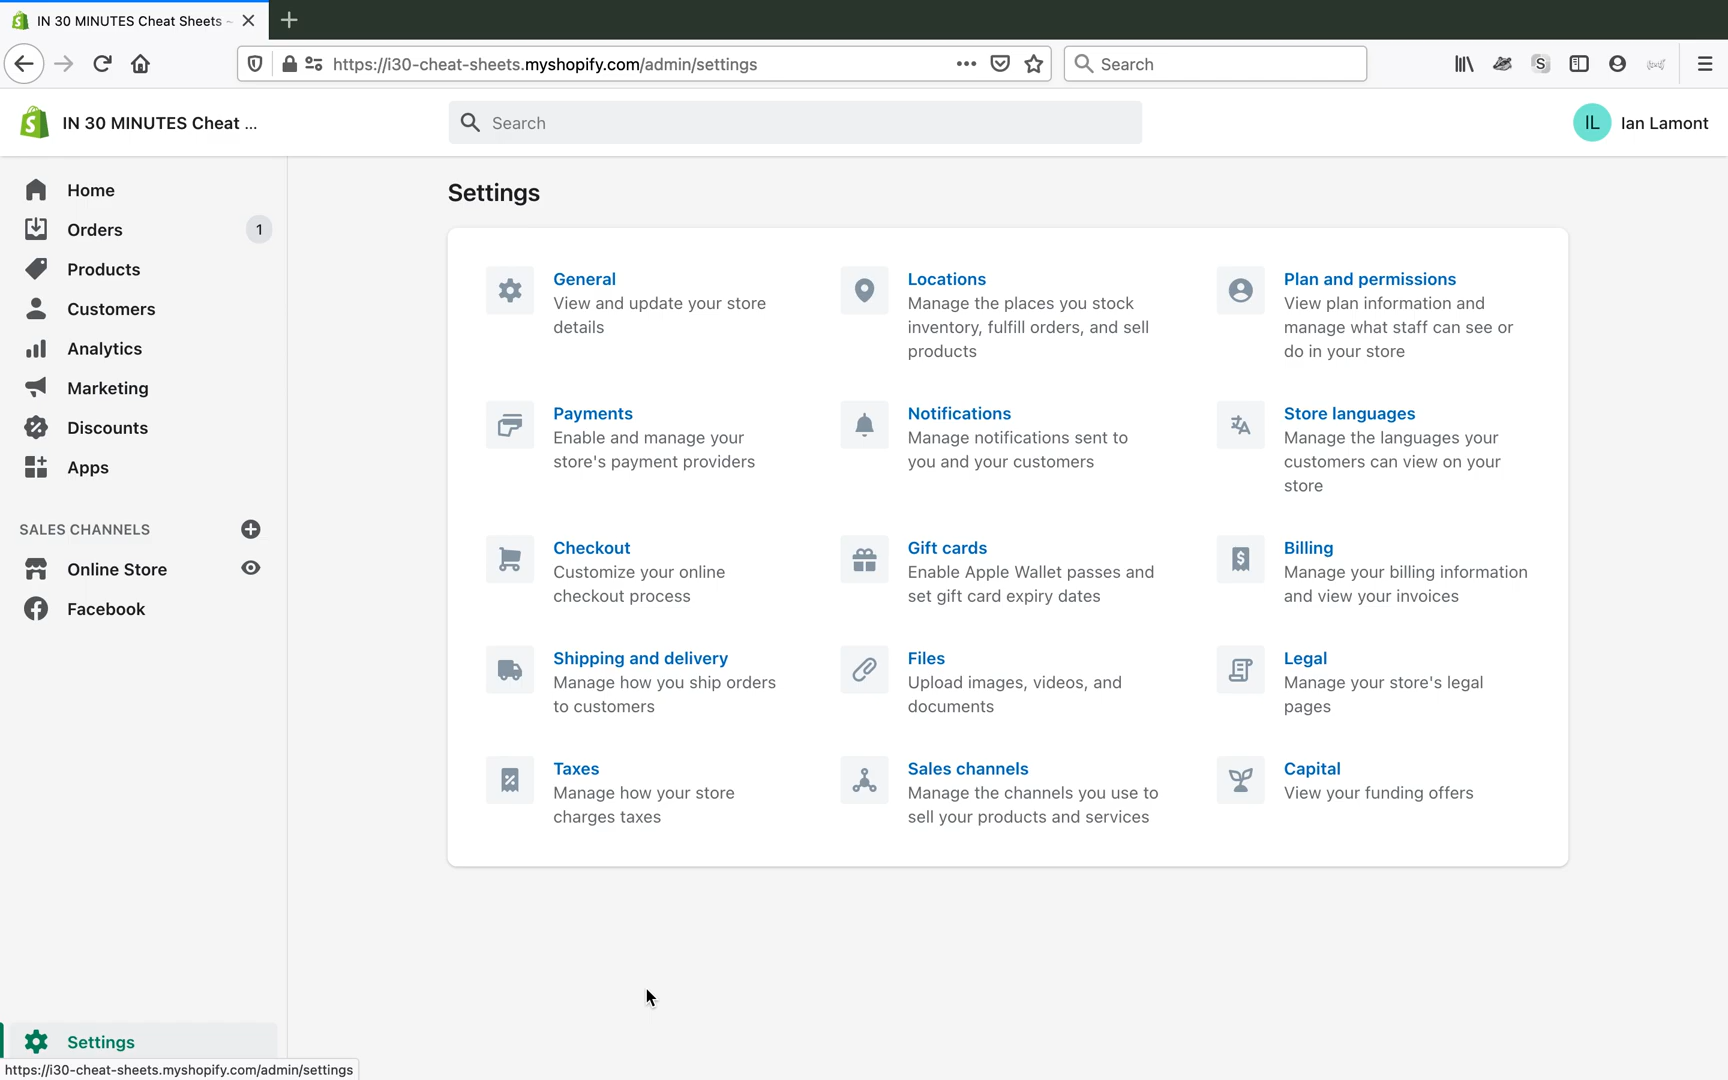 IN 30 MINUTES Cheat Sheets ~
https://i30-cheat-sheets.myshopify.com/admin/settings
Search
S
IN 30 MINUTES Cheat ...
Search
IL
Ian Lamont
Home
Orders
1
Products
Customers
Analytics
Marketing
Discounts
Apps
SALES CHANNELS
Online Store
Facebook
Settings
https://i30-cheat-sheets.myshopify.com/admin/settings
Settings
General
View and update your store
details
Locations
Manage the places you stock
inventory, fulfill orders, and sell
products
Plan and permissions
View plan information and
manage what staff can see or
do in your store
Payments
Enable and manage your
store's payment providers
Notifications
Manage notifications sent to
you and your customers
Store languages
Manage the languages your
customers can view on your
store
Checkout
Customize your online
checkout process
Gift cards
Enable Apple Wallet passes and
set gift card expiry dates
Billing
Manage your billing information
and view your invoices
Shipping and delivery
Manage how you ship orders
to customers
Files
Upload images, videos, and
documents
Legal
Manage your store's legal
pages
Taxes
Manage how your store
charges taxes
Sales channels
Manage the channels you use to
sell your products and services
Capital
View your funding offers